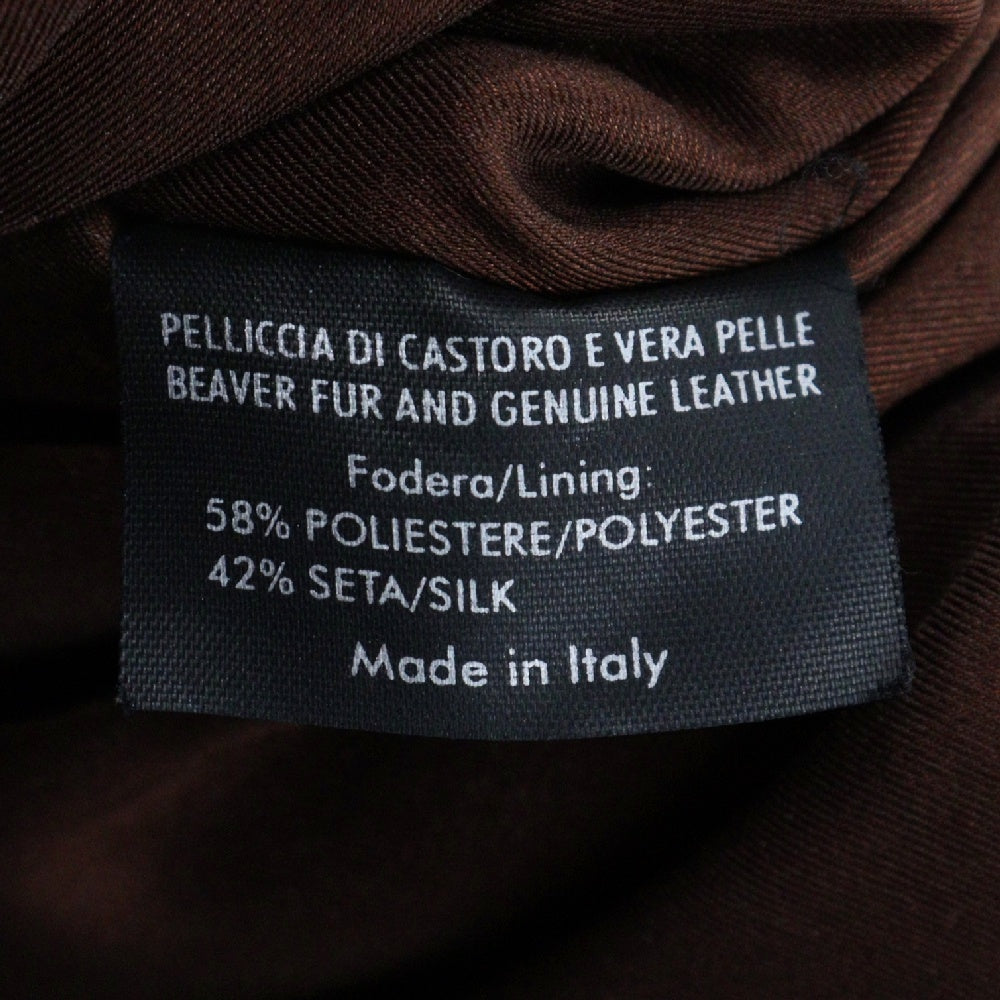 PELLICCIA DI CASTORO E VERA PELLE
BEAVER FUR AND GENUINE LEATHER
Fodera/Lining:
58% POLIESTERE/POLYESTER
42% SETA/SILK
Made in Italy